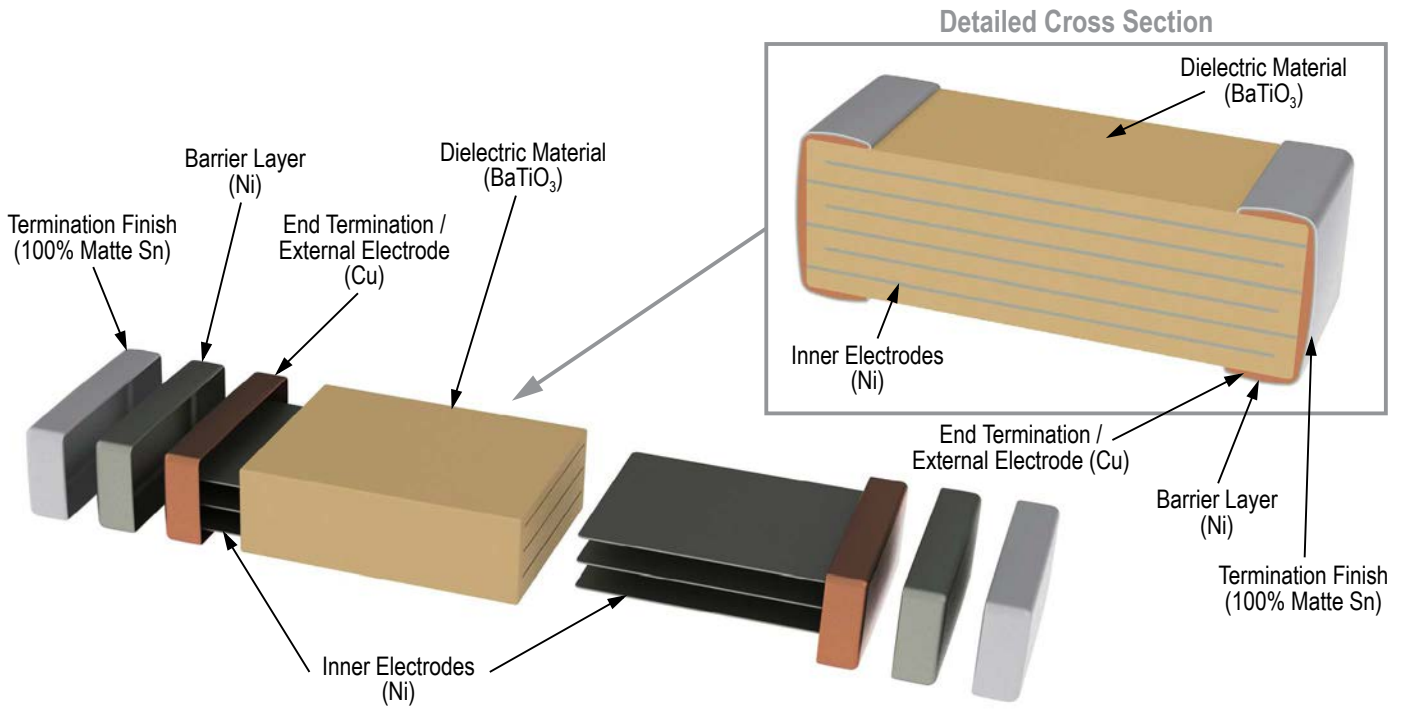 Detailed Cross Section
Dielectric Material
(BaTiO₃)
Inner Electrodes
(Ni)
End Termination /
External Electrode (Cu)
Barrier Layer
(Ni)
Termination Finish
(100% Matte Sn)
Termination Finish
(100% Matte Sn)
Barrier Layer
(Ni)
End Termination /
External Electrode
(Cu)
Dielectric Material
(BaTiO₃)
Inner Electrodes
(Ni)